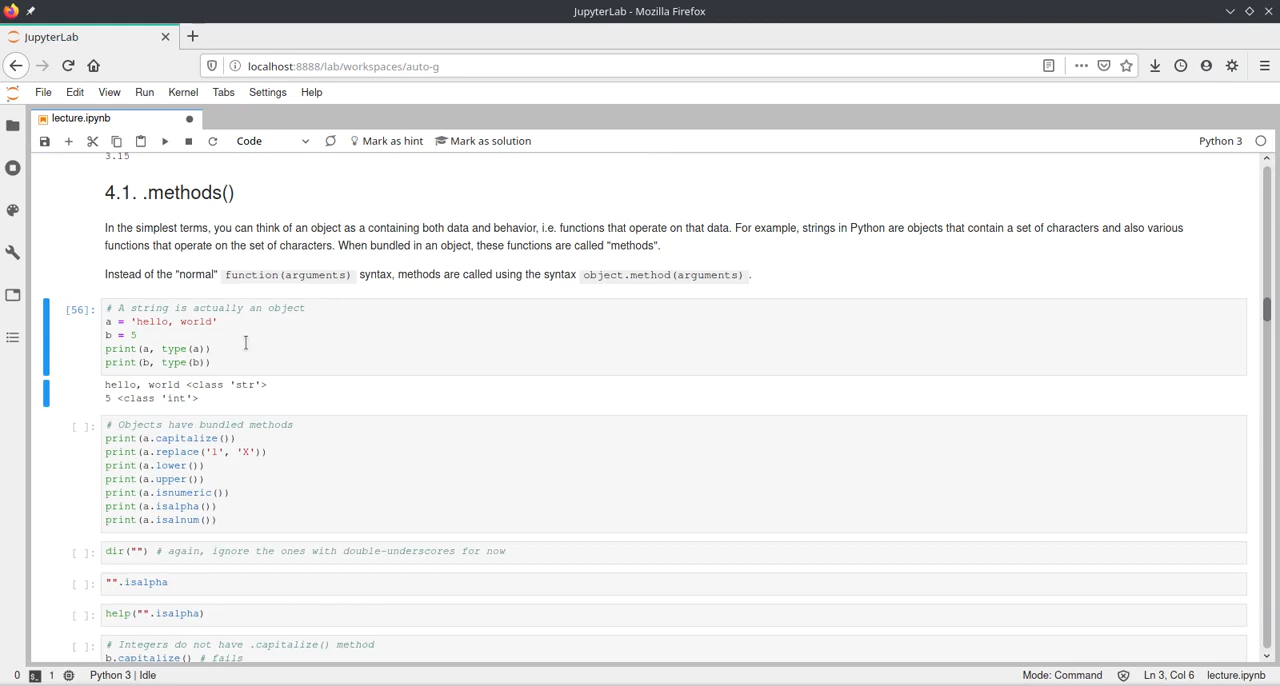 JupyterLab - Mozilla Firefox
JupyterLab
localhost:8888/lab/workspaces/auto-g
File Edit View Run Kernel Tabs Settings Help
lecture.ipynb
Code Mark as hint Mark as solution Python 3
3.15
4.1. .methods()
In the simplest terms, you can think of an object as a containing both data and behavior, i.e. functions that operate on that data. For example, strings in Python are objects that contain a set of characters and also various
functions that operate on the set of characters. When bundled in an object, these functions are called "methods".
Instead of the "normal" function(arguments) syntax, methods are called using the syntax object.method(arguments) .
[56]: # A string is actually an object
a = 'hello, world'
b = 5
print(a, type(a))
print(b, type(b))
hello, world <class 'str'>
5 <class 'int'>
[ ]: # Objects have bundled methods
print(a.capitalize())
print(a.replace('l', 'X'))
print(a.lower())
print(a.upper())
print(a.isnumeric())
print(a.isalpha())
print(a.isalnum())
[ ]: dir("") # again, ignore the ones with double-underscores for now
[ ]: "".isalpha
[ ]: help("".isalpha)
[ ]: # Integers do not have .capitalize() method
b.capitalize() # fails
0 1 Python 3 | Idle Mode: Command Ln 3, Col 6 lecture.ipynb